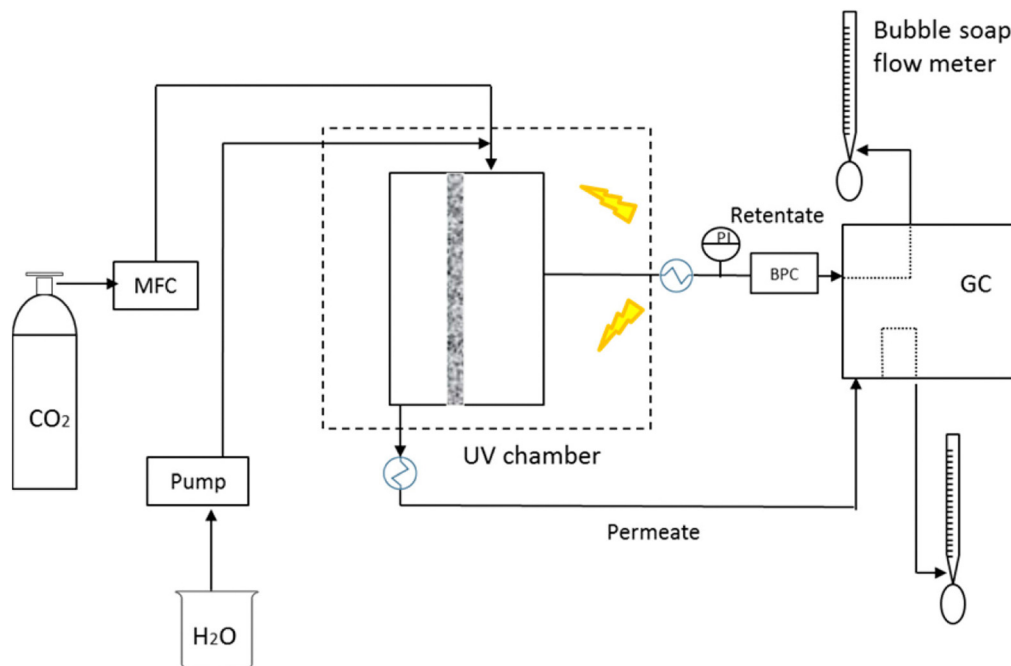 Bubble soap
flow meter
Retentate
PI
MFC
BPC
GC
CO2
UV chamber
Pump
Permeate
H2O